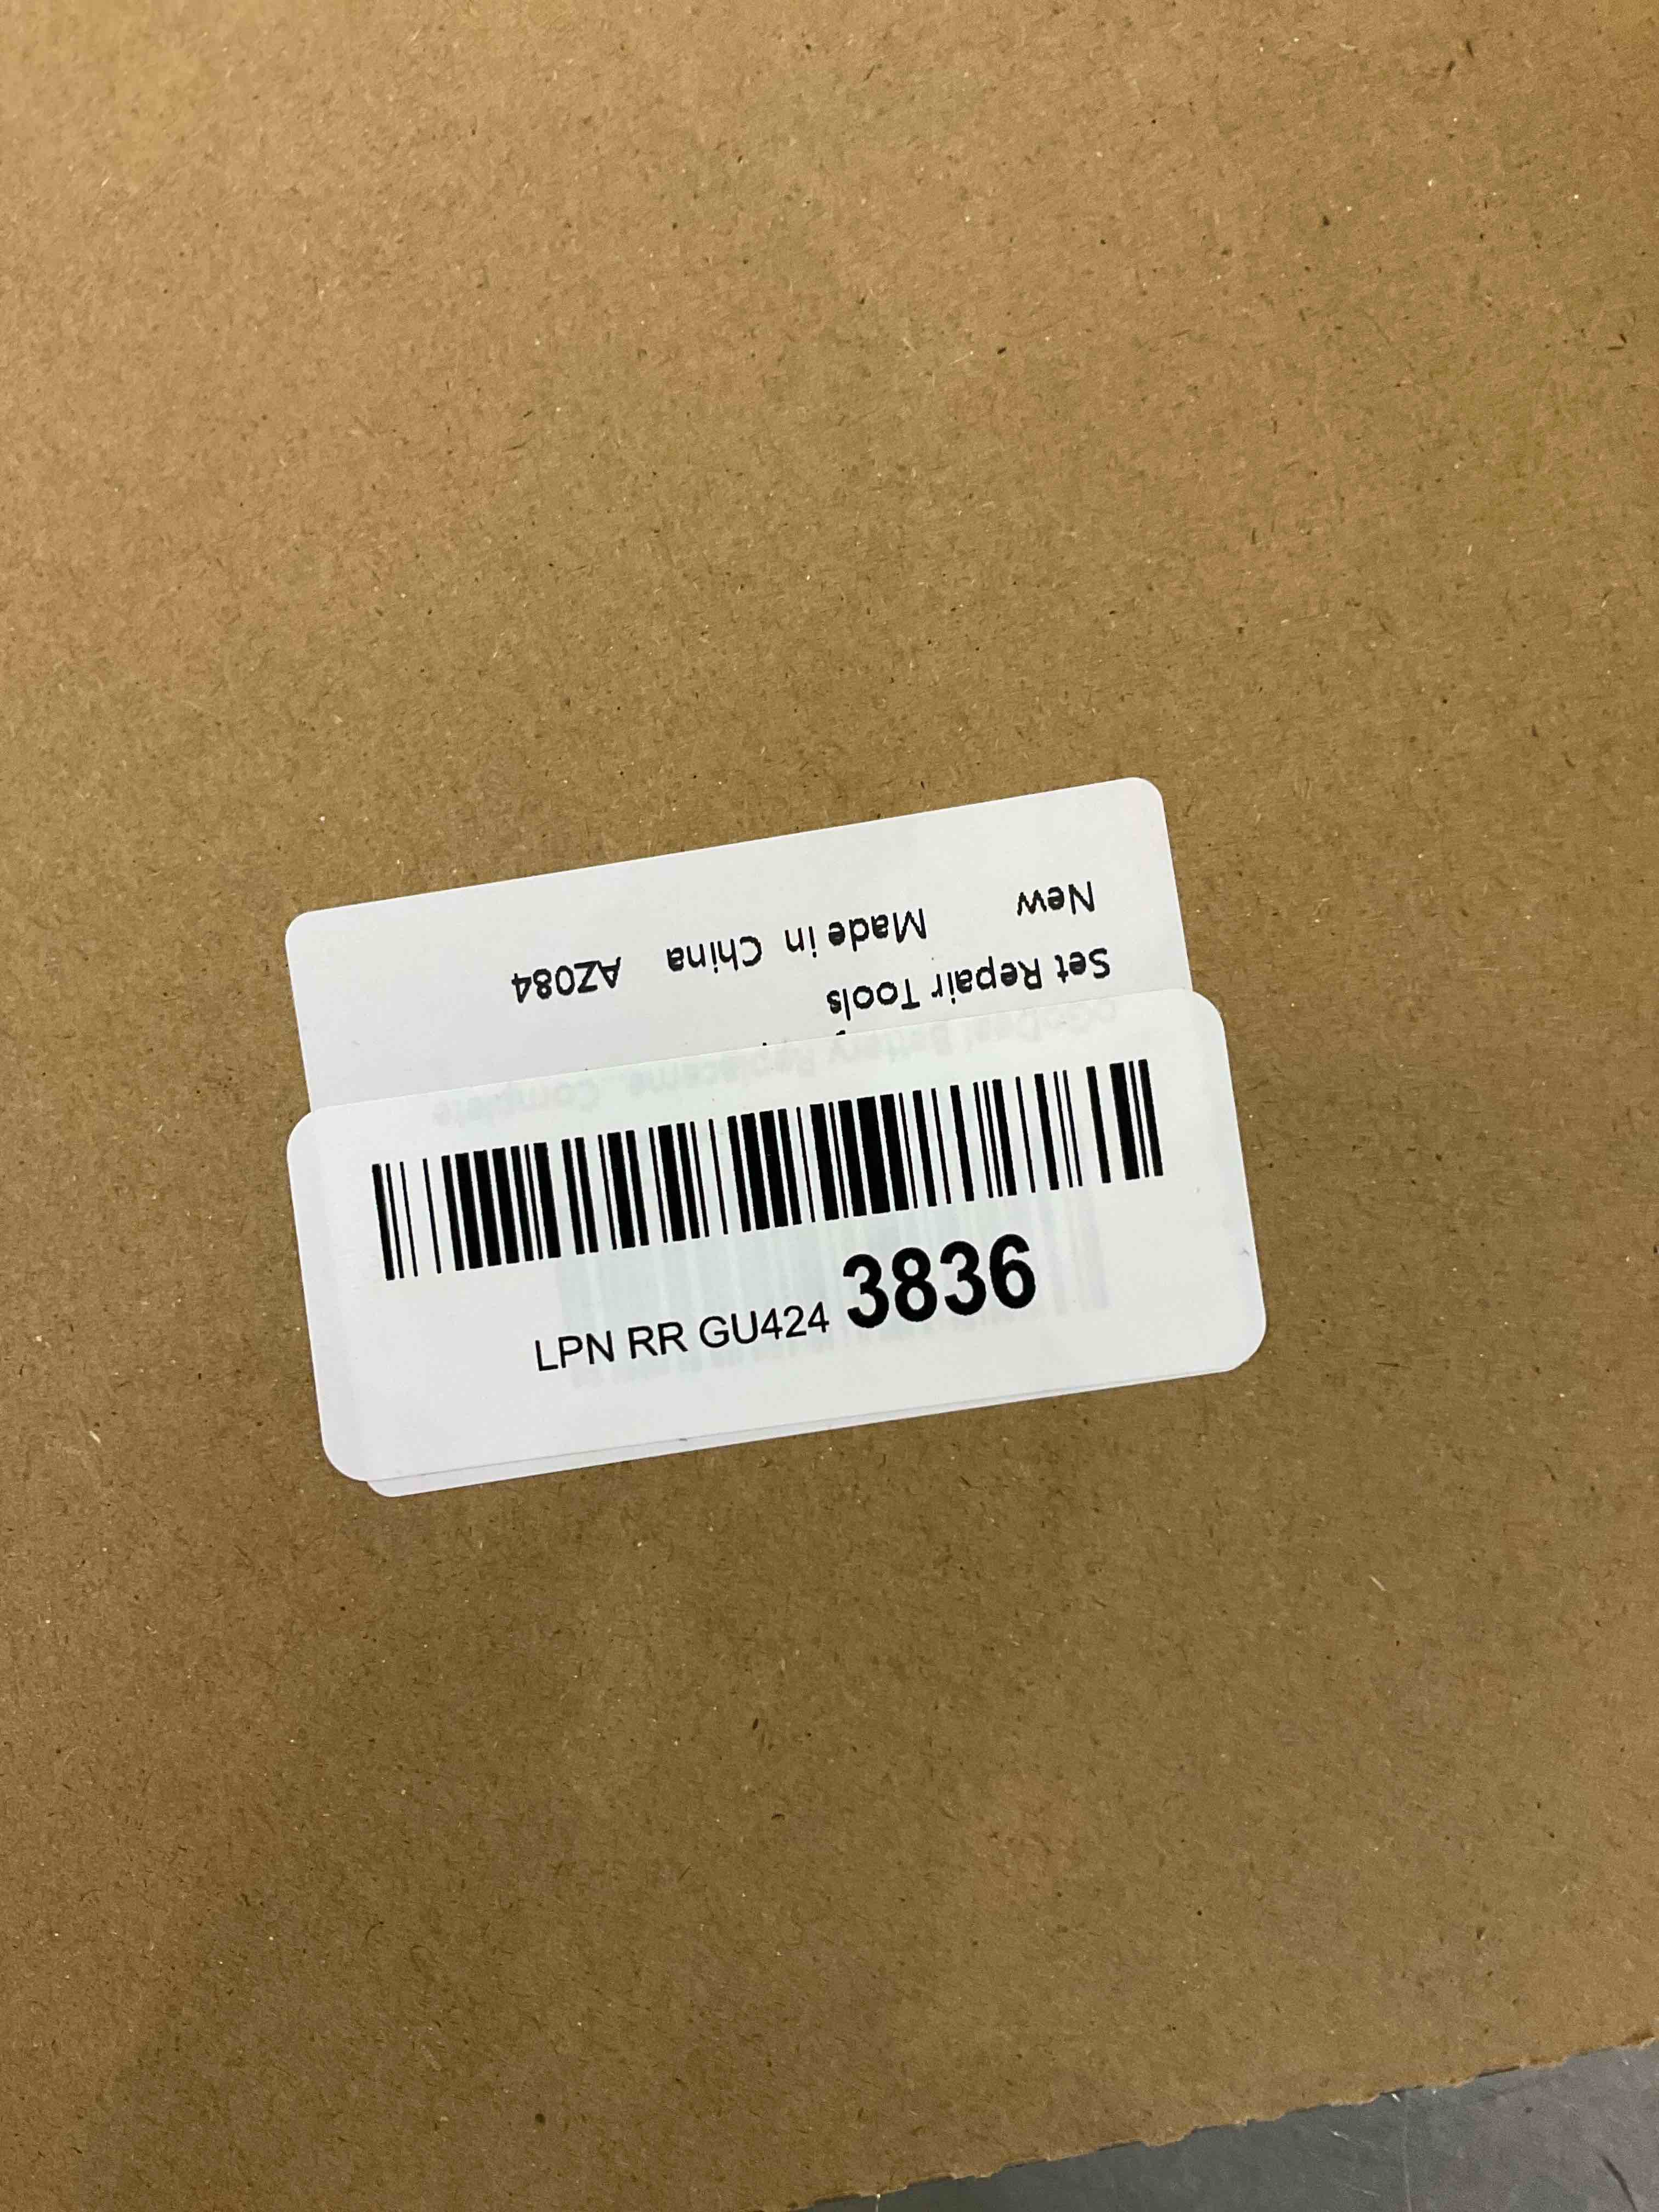 New Made in China AZ084
Set Repair Tools
LPN RR GU424 3836